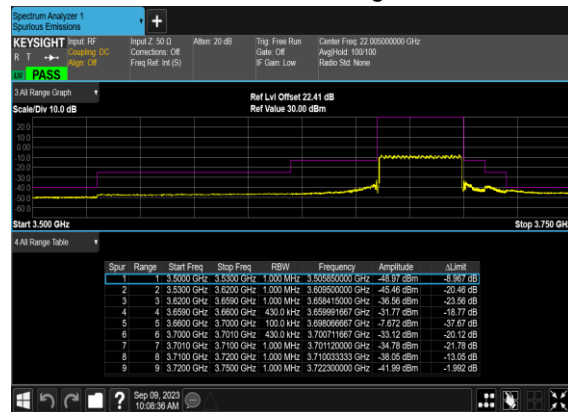 Spectrum Analyzer 1
Spurious Emissions
+
KEYSIGHT Input: RF Input Z: 50 Ω Atten: 20 dB Trig: Free Run Center Freq: 22.005000000 GHz
R T Coupling: DC Corrections: Off Gate: Off Avg|Hold: 100/100
Align: Off Freq Ref: Int (S) IF Gain: Low Radio Std: None
PASS
3 All Range Graph
Ref Lvl Offset 22.41 dB
Scale/Div 10.0 dB Ref Value 30.00 dBm
20.0
10.0
0.00
-10.0
-20.0
-30.0
-40.0
-50.0
-60.0
Start 3.500 GHz Stop 3.750 GH
4 All Range Table
Spur Range Start Freq Stop Freq RBW Frequency Amplitude ΔLimit
1 1 3.5000 GHz 3.5300 GHz 1.000 MHz 3.505850000 GHz -48.97 dBm -8.967 dB
2 2 3.5300 GHz 3.6200 GHz 1.000 MHz 3.609500000 GHz -45.46 dBm -20.46 dB
3 3 3.6200 GHz 3.6590 GHz 1.000 MHz 3.658415000 GHz -36.56 dBm -23.56 dB
4 4 3.6590 GHz 3.6600 GHz 430.0 kHz 3.659991667 GHz -31.77 dBm -18.77 dB
5 5 3.6600 GHz 3.7000 GHz 100.0 kHz 3.698066667 GHz -7.672 dBm -37.67 dB
6 6 3.7000 GHz 3.7010 GHz 430.0 kHz 3.700711667 GHz -33.12 dBm -20.12 dB
7 7 3.7010 GHz 3.7100 GHz 1.000 MHz 3.701120000 GHz -34.78 dBm -21.78 dB
8 8 3.7100 GHz 3.7200 GHz 1.000 MHz 3.710033333 GHz -38.05 dBm -13.05 dB
9 9 3.7200 GHz 3.7500 GHz 1.000 MHz 3.722300000 GHz -41.99 dBm -1.992 dB
? Sep 09, 2023
10:08:36 AM